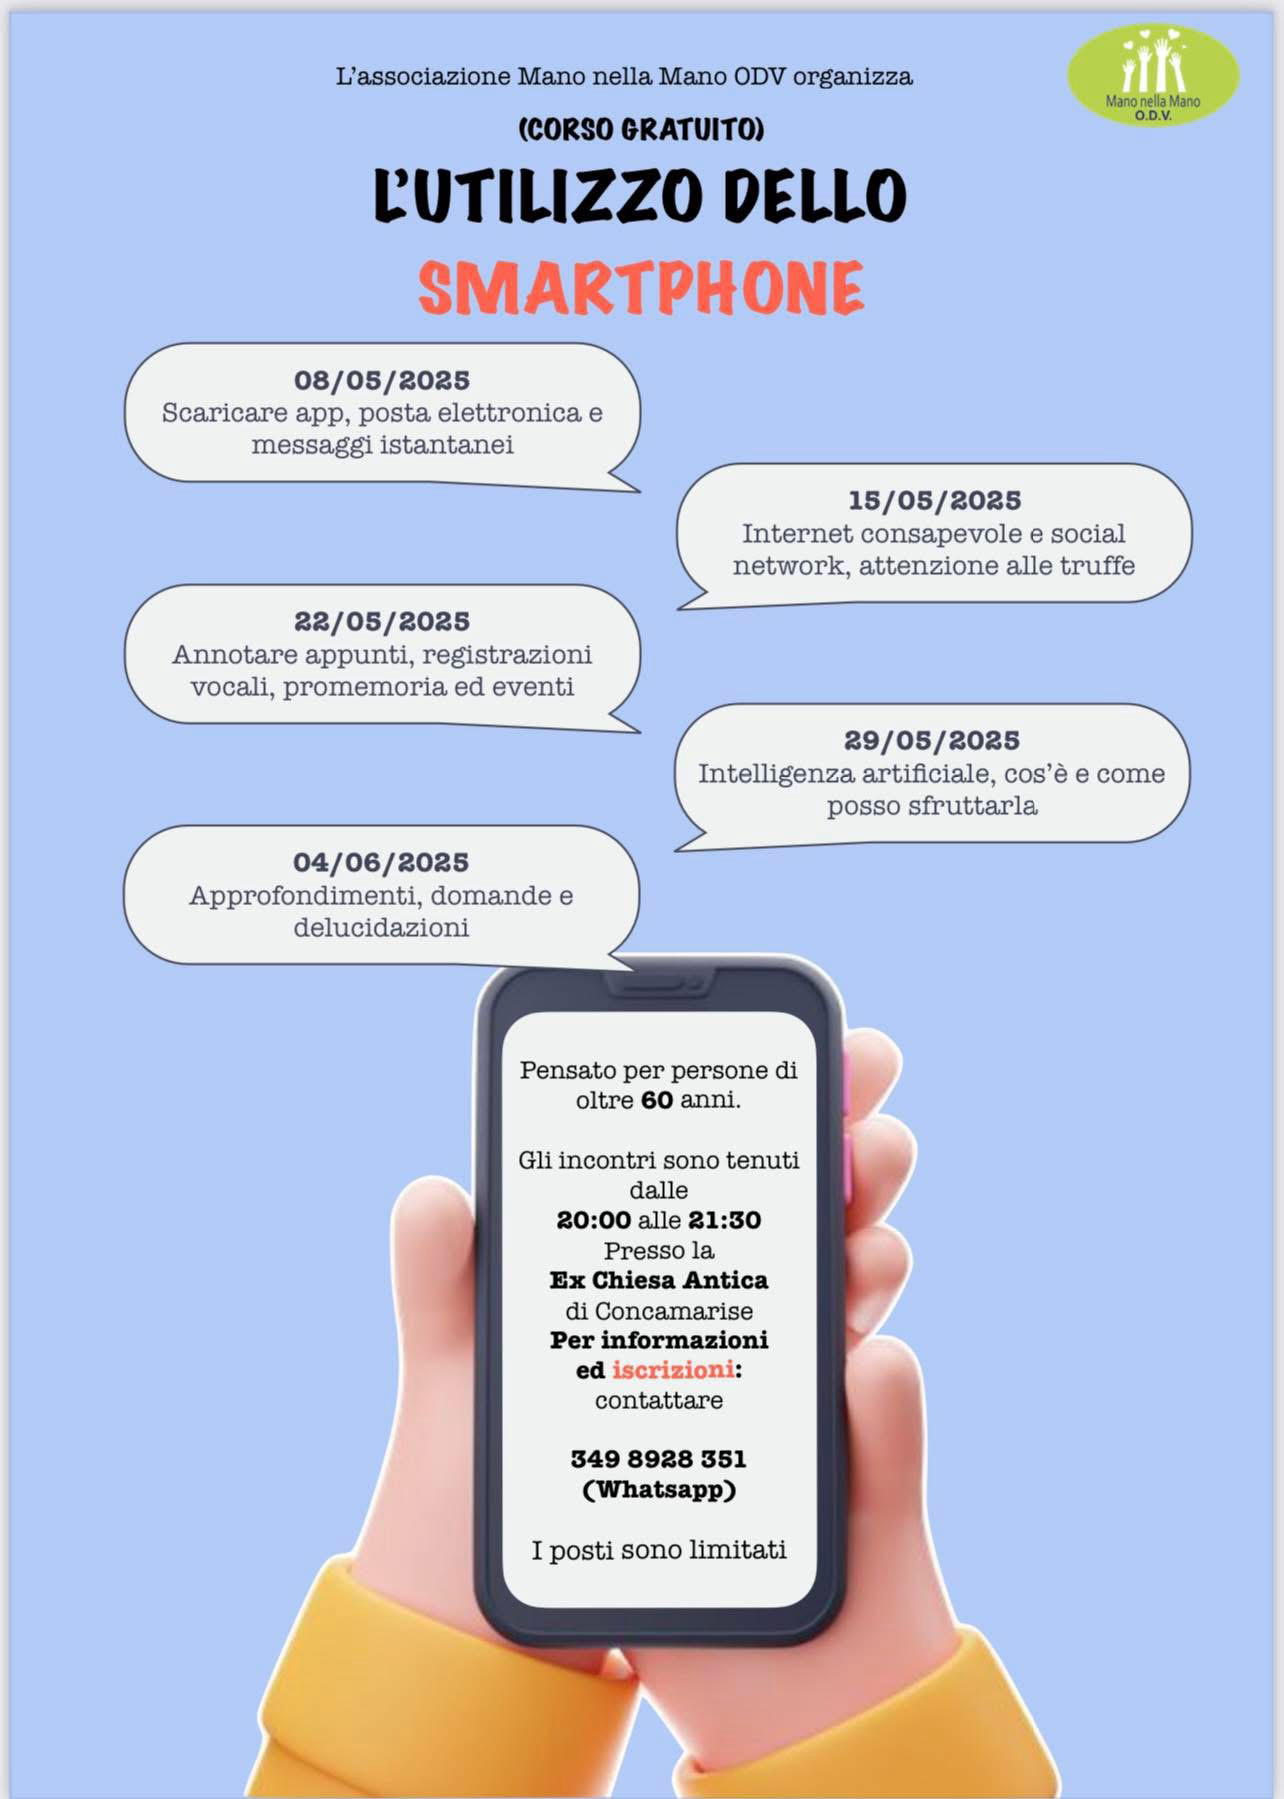 L'associazione Mano nella Mano ODV organizza
Mano nella Mano
O.D.V.
(CORSO GRATUITO)
L'UTILIZZO DELLO
SMARTPHONE
08/05/2025
Scaricare app, posta elettronica e
messaggi istantanei
15/05/2025
Internet consapevole e social
network, attenzione alle truffe
22/05/2025
Annotare appunti, registrazioni
vocali, promemoria ed eventi
29/05/2025
Intelligenza artificiale, cos'è e come
posso sfruttarla
04/06/2025
Approfondimenti, domande e
delucidazioni
Pensato per persone di
oltre 60 anni.
Gli incontri sono tenuti
dalle
20:00 alle 21:30
Presso la
Ex Chiesa Antica
di Concamarise
Per informazioni
ed iscrizioni:
contattare
349 8928 351
(Whatsapp)
I posti sono limitati